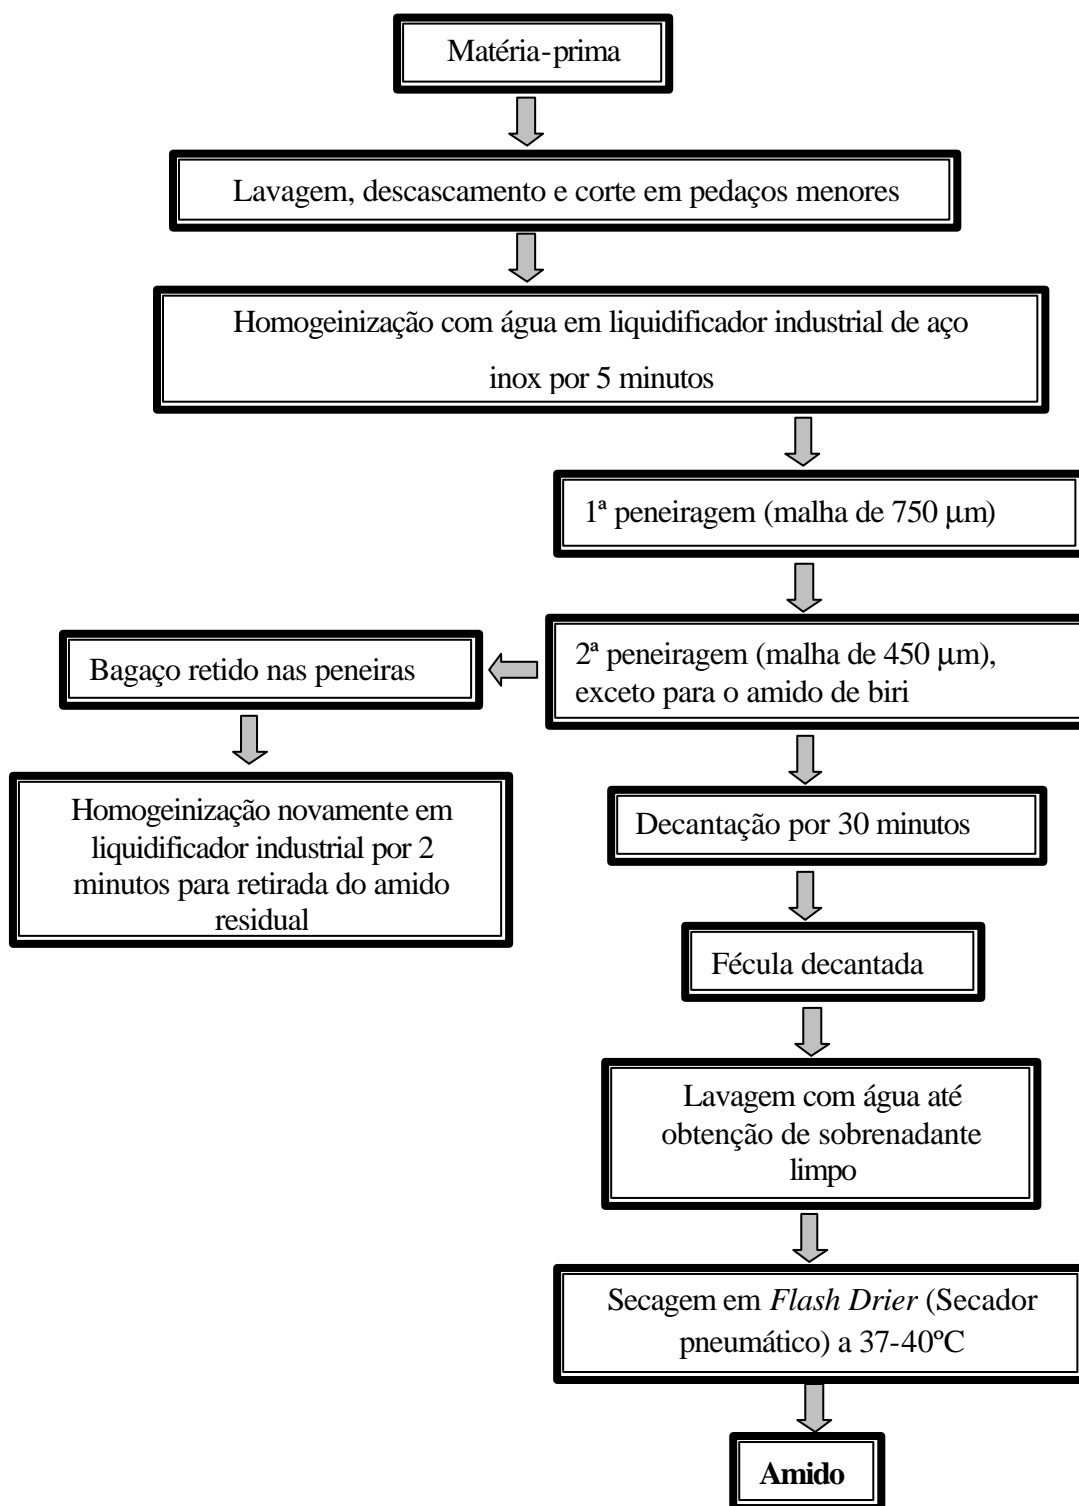 Matéria-prima
Lavagem, descascamento e corte em pedaços menores
Homogeinização com água em liquidificador industrial de aço
inox por 5 minutos
1ª peneiragem (malha de 750 μm)
2ª peneiragem (malha de 450 μm),
exceto para o amido de biri
Bagaço retido nas peneiras
Homogeinização novamente em
liquidificador industrial por 2
minutos para retirada do amido
residual
Decantação por 30 minutos
Fécula decantada
Lavagem com água até
obtenção de sobrenadante
limpo
Secagem em Flash Drier (Secador
pneumático) a 37-40ºC
Amido